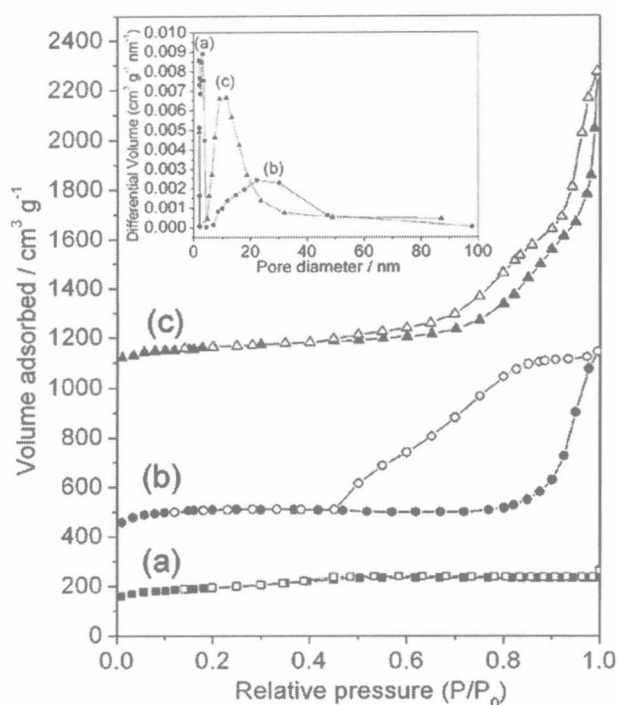 2400
2200
2000
1800
1600
1400
1200
1000
800
600
400
200
0
Volume adsorbed / cm³ g⁻¹
0.0 0.2 0.4 0.6 0.8 1.0
Relative pressure (P/P₀)
(c)
(b)
(a)
0.010
0.009
0.008
0.007
0.006
0.005
0.004
0.003
0.002
0.001
0.000
Differential Volume (cm³ g⁻¹ nm⁻¹)
(a)
(c)
(b)
0 20 40 60 80 100
Pore diameter / nm